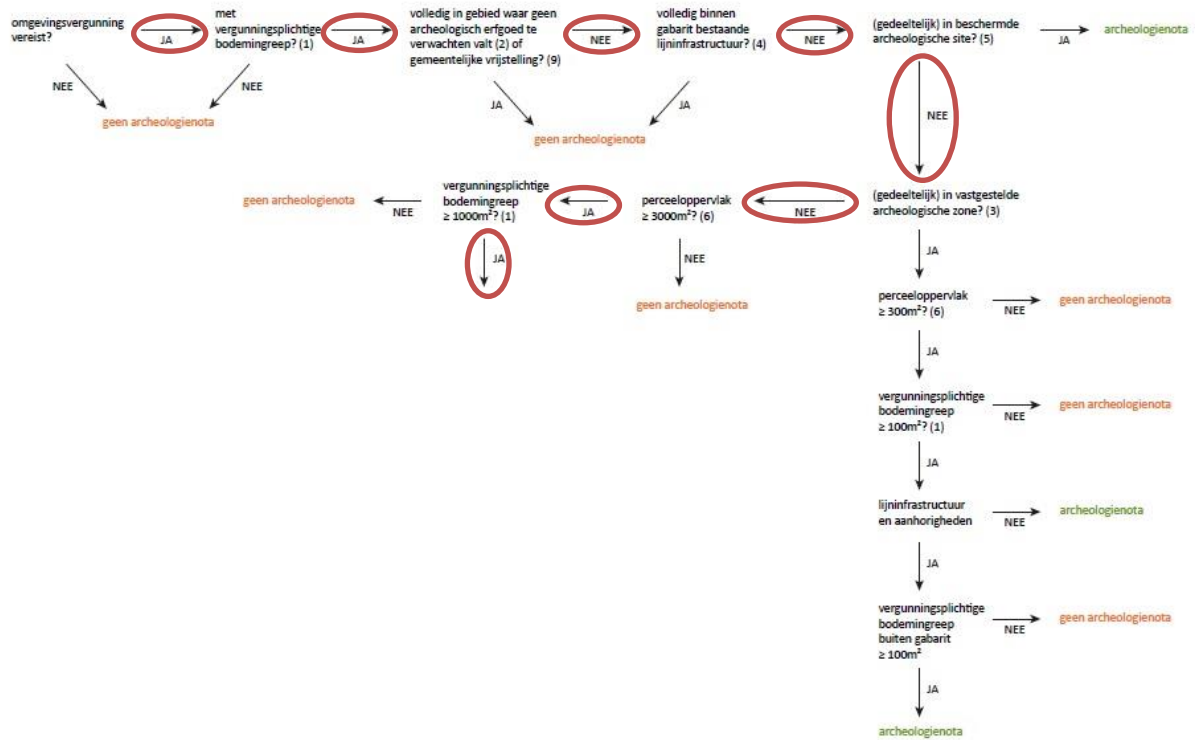 omgevingsvergunning
vereist?
JA
met
vergunningsplichtige
bodemingreep? (1)
JA
volledig in gebied waar geen
archeologisch erfgoed te
verwachten valt (2) of
gemeentelijke vrijstelling? (9)
NEE
volledig binnen
gabarit bestaande
lijninfrastructuur? (4)
NEE
(gedeeltelijk) in beschermde
archeologische site? (5)
JA
archeologienota
NEE
NEE
geen archeologienota
JA
JA
geen archeologienota
NEE
geen archeologienota
NEE
vergunningsplichtige
bodemingreep
≥ 1000m²? (1)
JA
perceeloppervlak
≥ 3000m²? (6)
NEE
(gedeeltelijk) in vastgestelde
archeologische zone? (3)
JA
NEE
geen archeologienota
JA
perceeloppervlak
≥ 300m²? (6)
NEE
geen archeologienota
JA
vergunningsplichtige
bodemingreep
≥ 100m²? (1)
NEE
geen archeologienota
JA
lijninfrastructuur
en aanhorigheden
NEE
archeologienota
JA
vergunningsplichtige
bodemingreep
buiten gabarit
≥ 100m²
NEE
geen archeologienota
JA
archeologienota